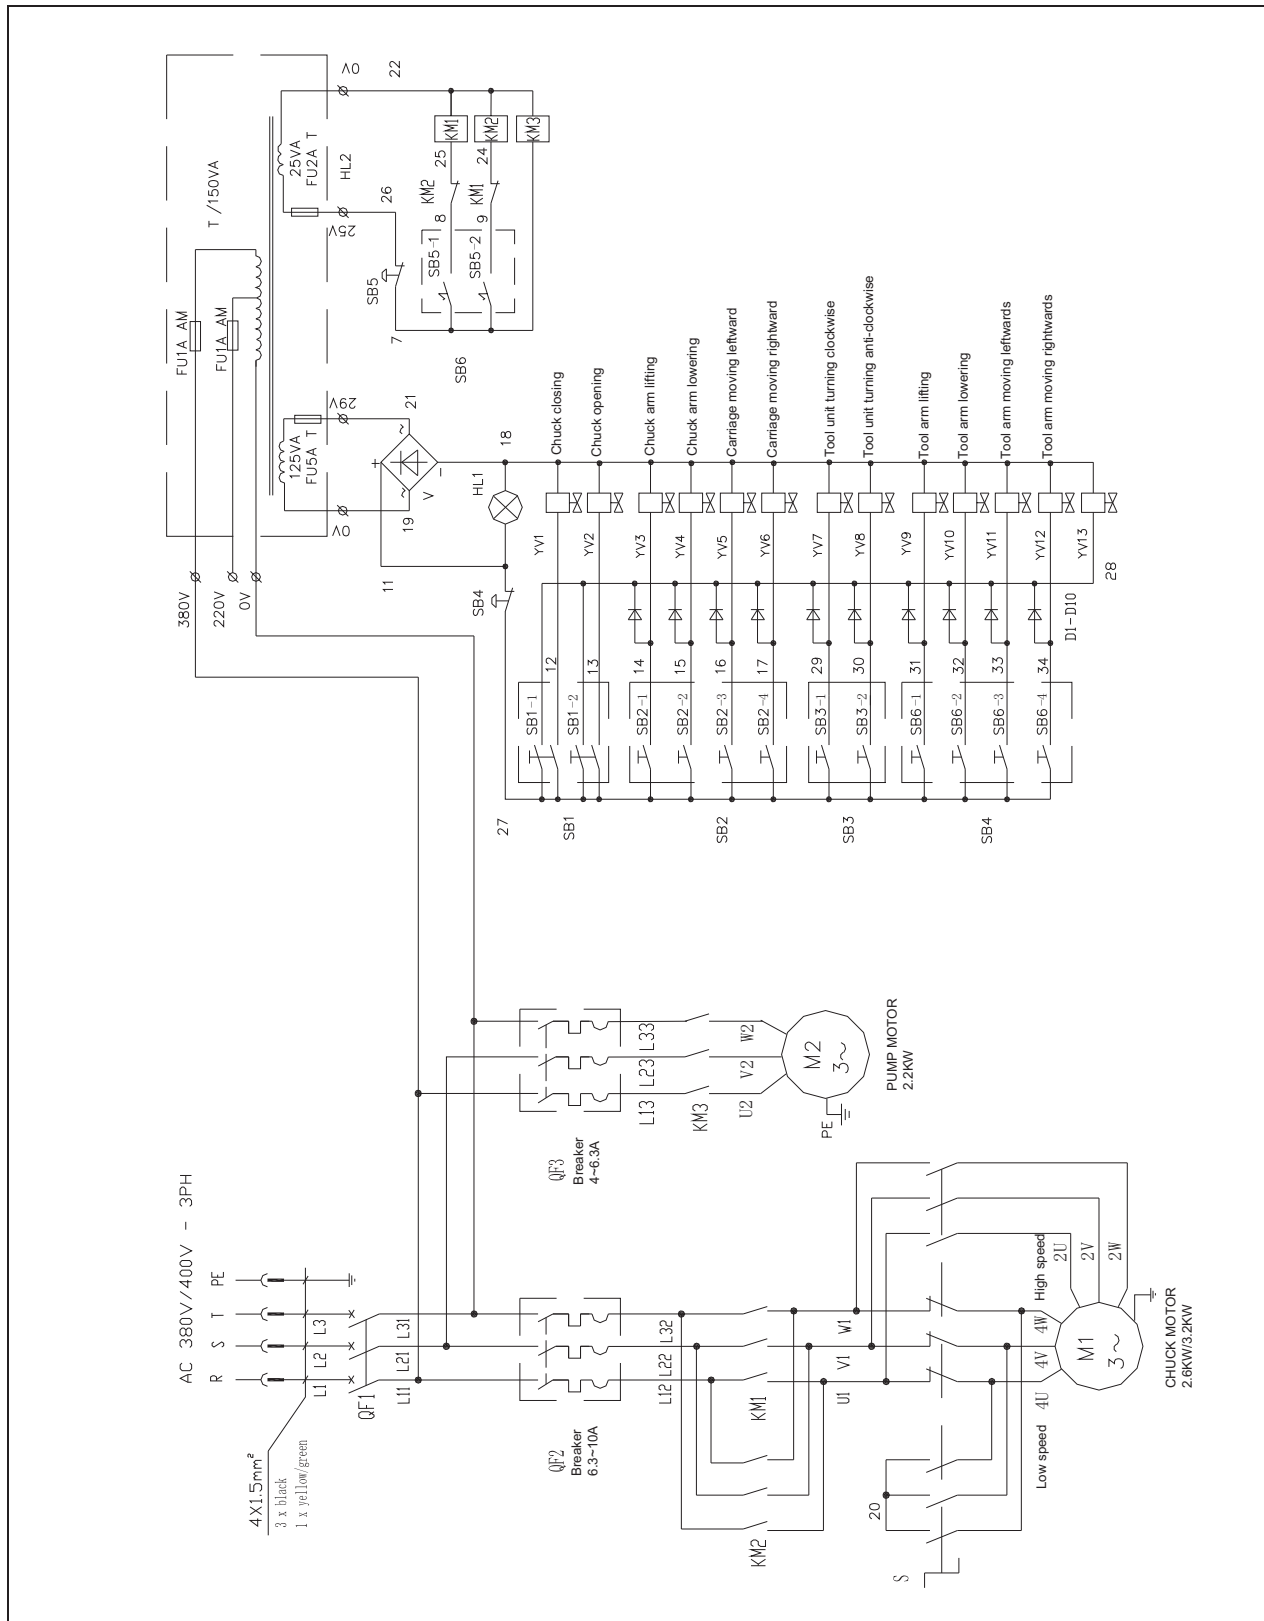 AC 380V/400V - 3PH
R S T PE
4X1.5mm²
3 x black
1 x yellow/green
L1 L2 L3
QF1
L11 L21 L31
QF2
Breaker
6.3~10A
L12 L22 L32
KM1
KM2
U1 V1 W1
20
S
Low speed
High speed
4U 4V 4W
2U
2V
2W
M1
3~
CHUCK MOTOR
2.6KW/3.2KW
QF3
Breaker
4~6.3A
L13 L23 L33
KM3
U2 V2 W2
PE
M2
3~
PUMP MOTOR
2.2KW
380V
220V
0V
FU1A AM
FU1A AM
T /150VA
125VA
FU5A T
25VA
FU2A T
HL2
0V
29V
25V
0V
19
21
V
+
-
~
~
11
18
HL1
SB4
27
26
22
SB5
7
SB6
SB5-1
SB5-2
8
9
KM2
KM1
25
24
KM1
KM2
KM3
SB1
SB1-1
12
YV1
Chuck closing
SB1-2
13
YV2
Chuck opening
SB2
SB2-1
14
YV3
Chuck arm lifting
SB2-2
15
YV4
Chuck arm lowering
SB2-3
16
YV5
Carriage moving leftward
SB2-4
17
YV6
Carriage moving rightward
SB3
SB3-1
29
YV7
Tool unit turning clockwise
SB3-2
30
YV8
Tool unit turning anti-clockwise
SB4
SB6-1
31
YV9
Tool arm lifting
SB6-2
32
YV10
Tool arm lowering
SB6-3
33
YV11
Tool arm moving leftwards
SB6-4
34
YV12
Tool arm moving rightwards
D1-D10
YV13
28